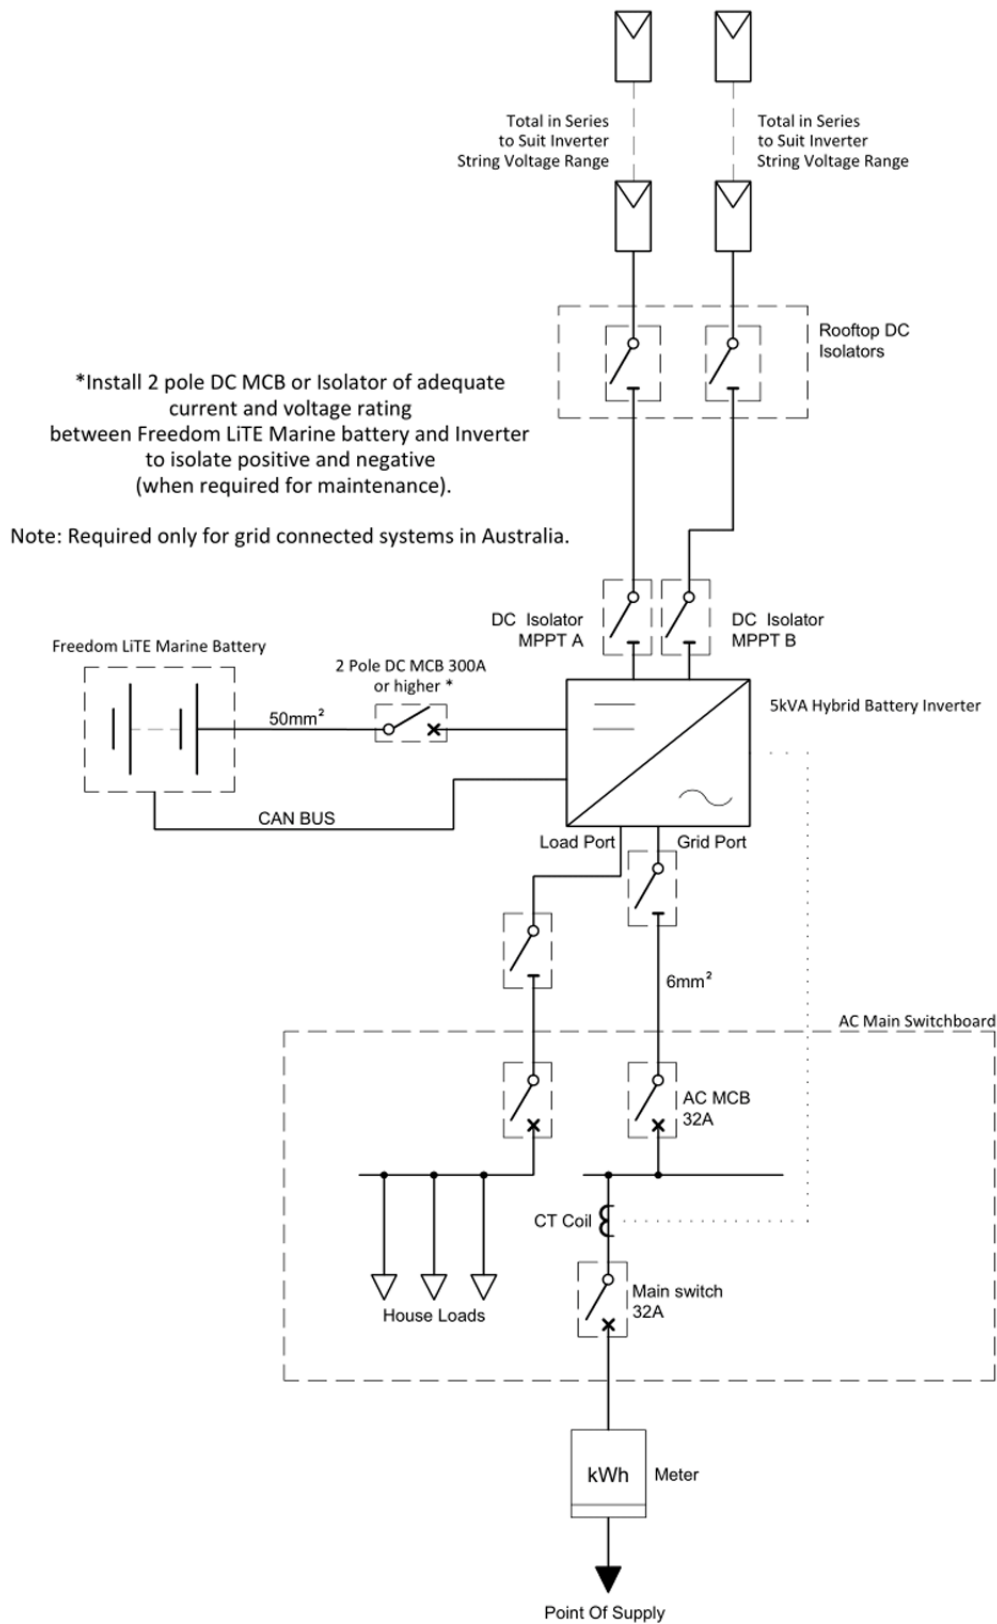 Total in Series
to Suit Inverter
String Voltage Range
Total in Series
to Suit Inverter
String Voltage Range
Rooftop DC
Isolators
*Install 2 pole DC MCB or Isolator of adequate
current and voltage rating
between Freedom LiTE Marine battery and Inverter
to isolate positive and negative
(when required for maintenance).
Note: Required only for grid connected systems in Australia.
DC Isolator
MPPT A
DC Isolator
MPPT B
Freedom LiTE Marine Battery
2 Pole DC MCB 300A
or higher *
50mm²
5kVA Hybrid Battery Inverter
CAN BUS
Load Port
Grid Port
6mm²
AC Main Switchboard
AC MCB
32A
CT Coil
Main switch
32A
House Loads
kWh
Meter
Point Of Supply